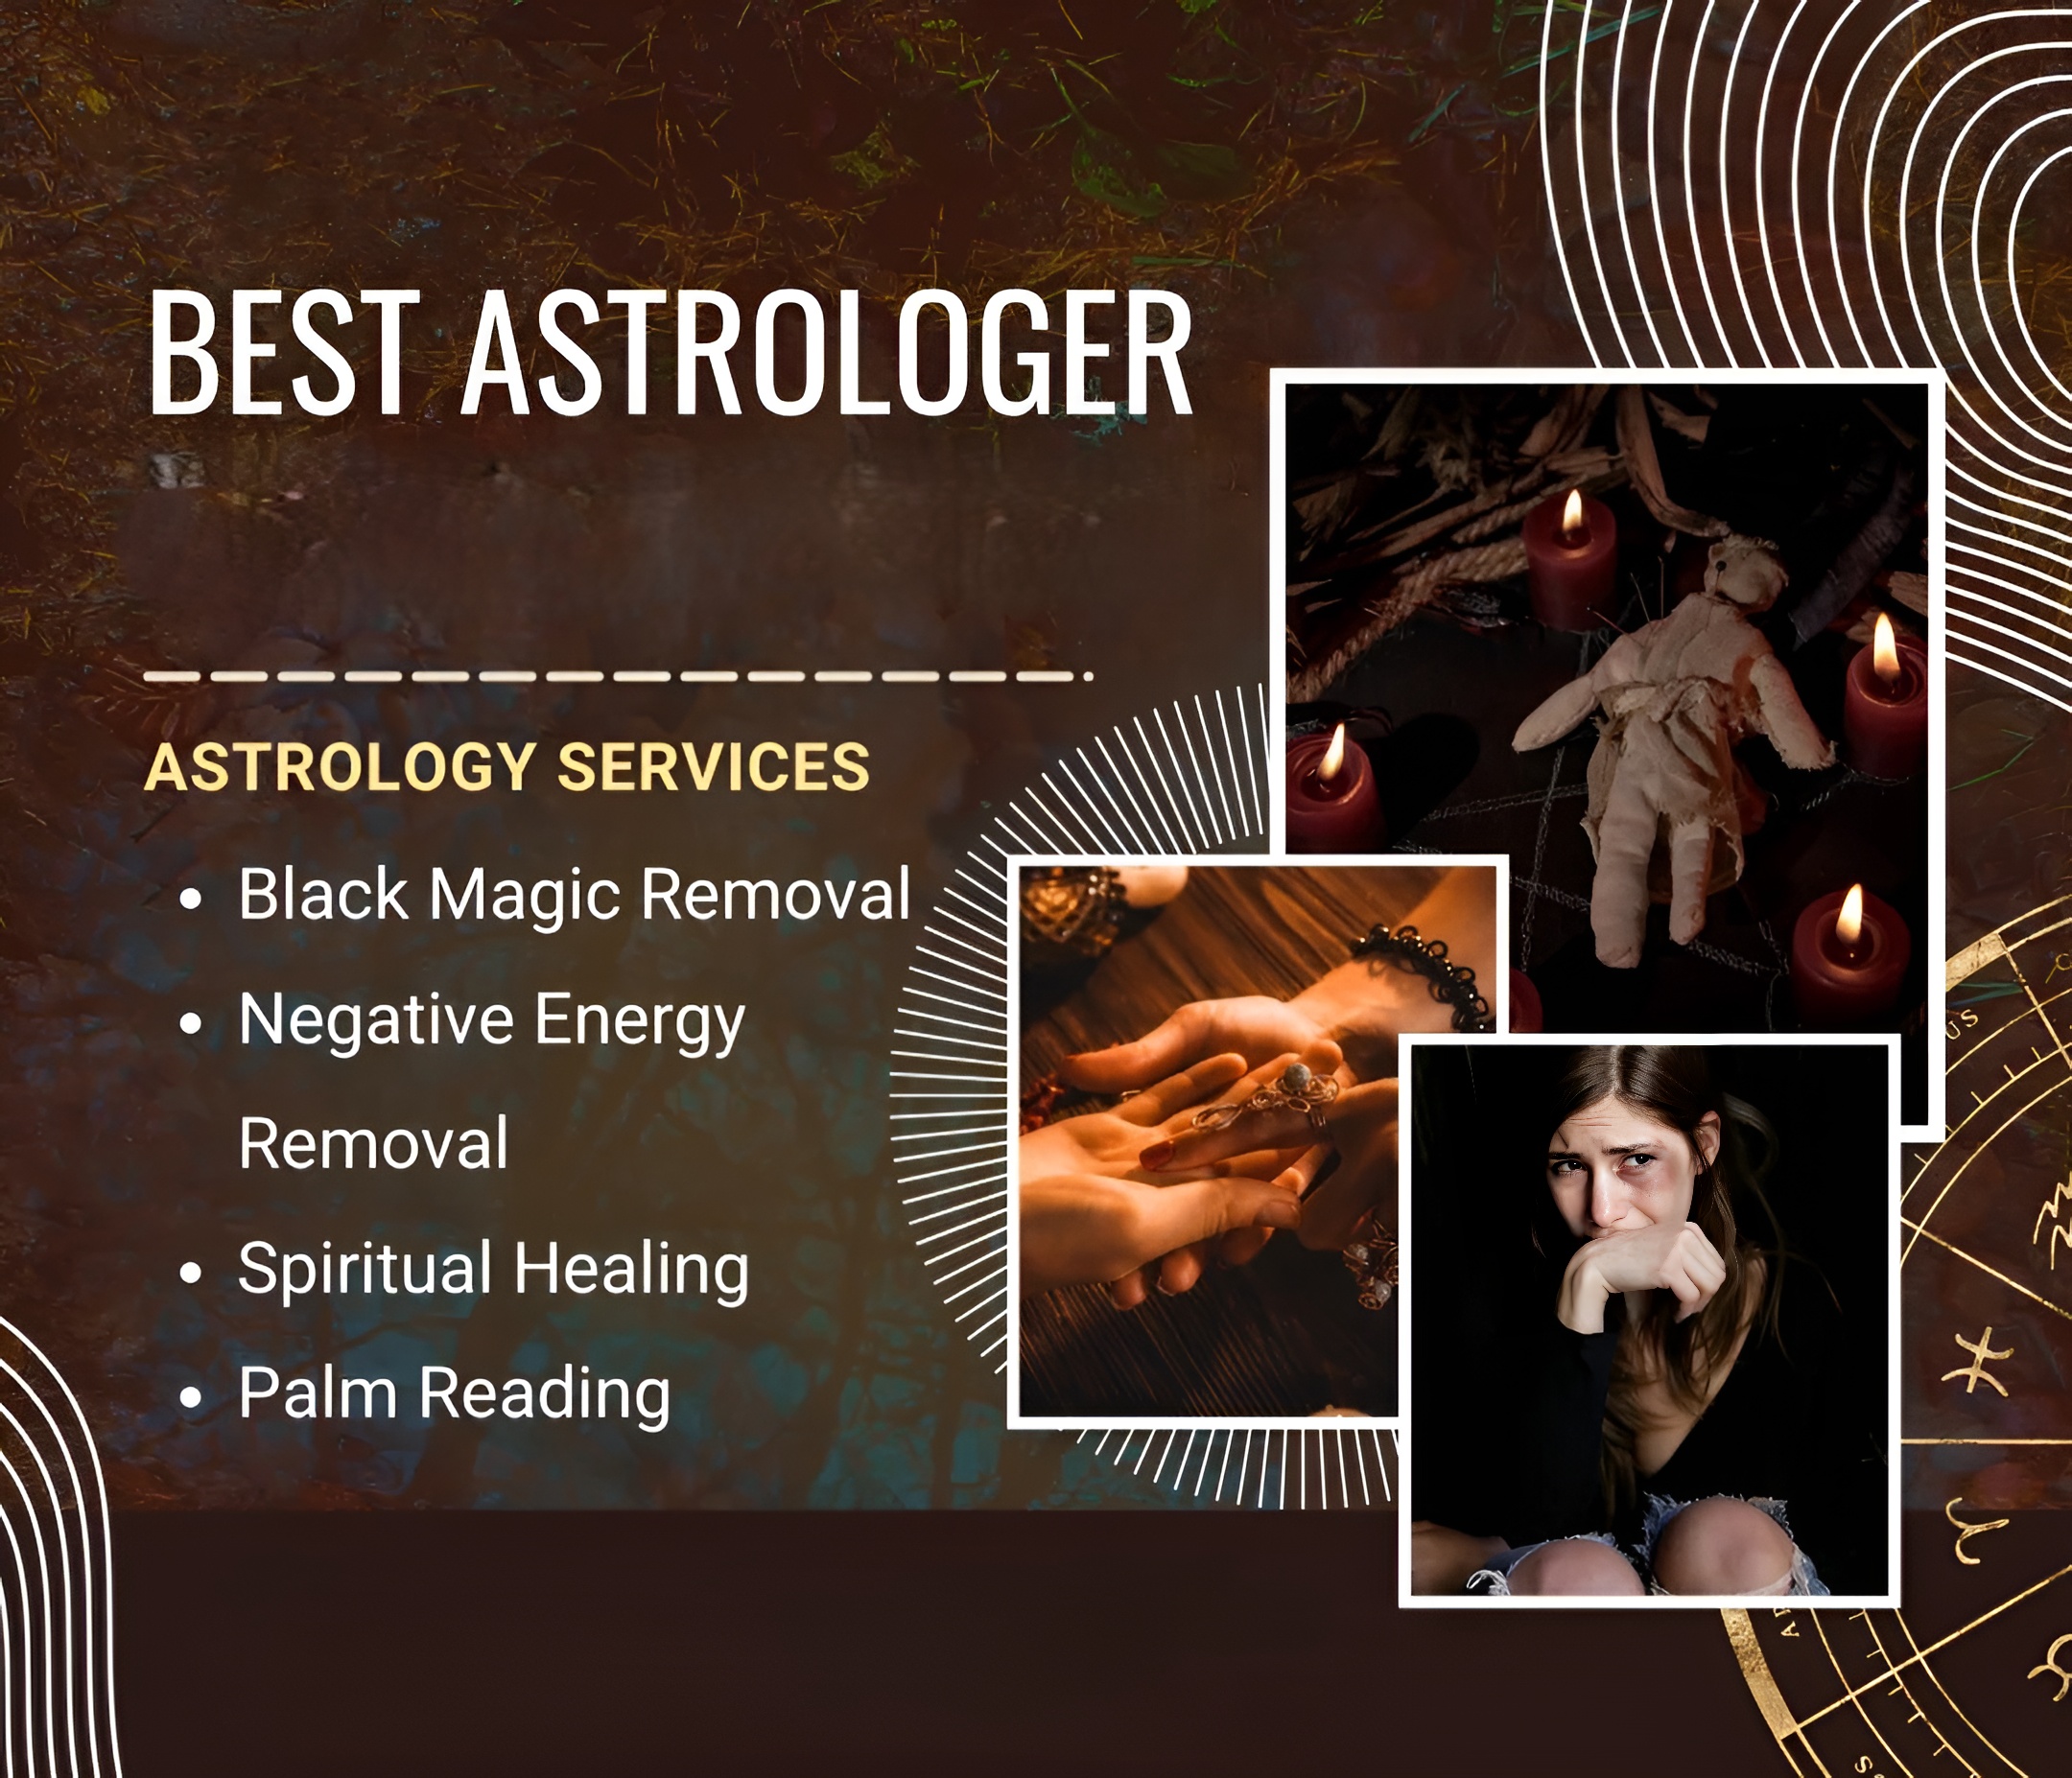 BEST ASTROLOGER
ASTROLOGY SERVICES
• Black Magic Removal
• Negative Energy
Removal
• Spiritual Healing
• Palm Reading